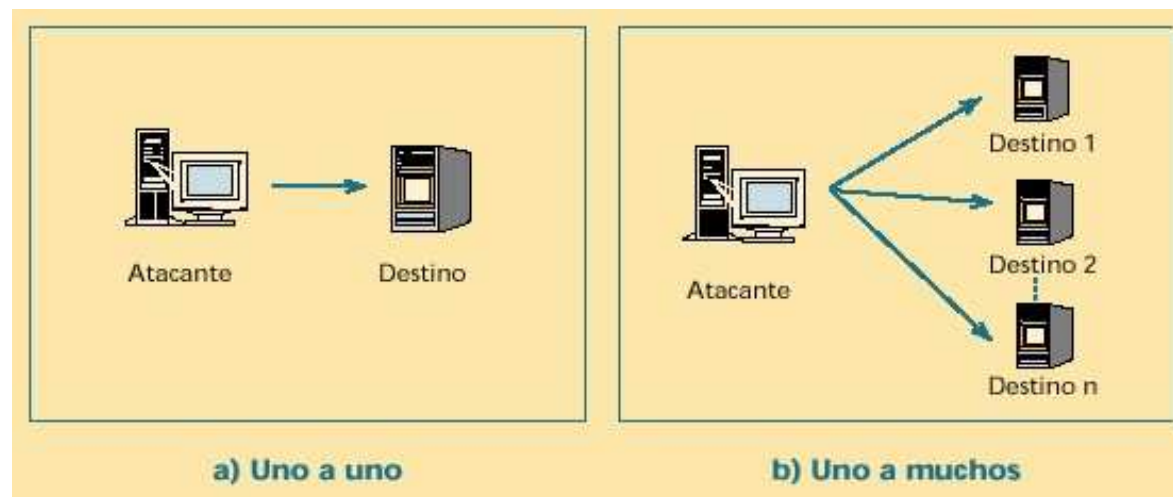 Atacante
Destino
a) Uno a uno
Atacante
Destino 1
Destino 2
Destino n
b) Uno a muchos